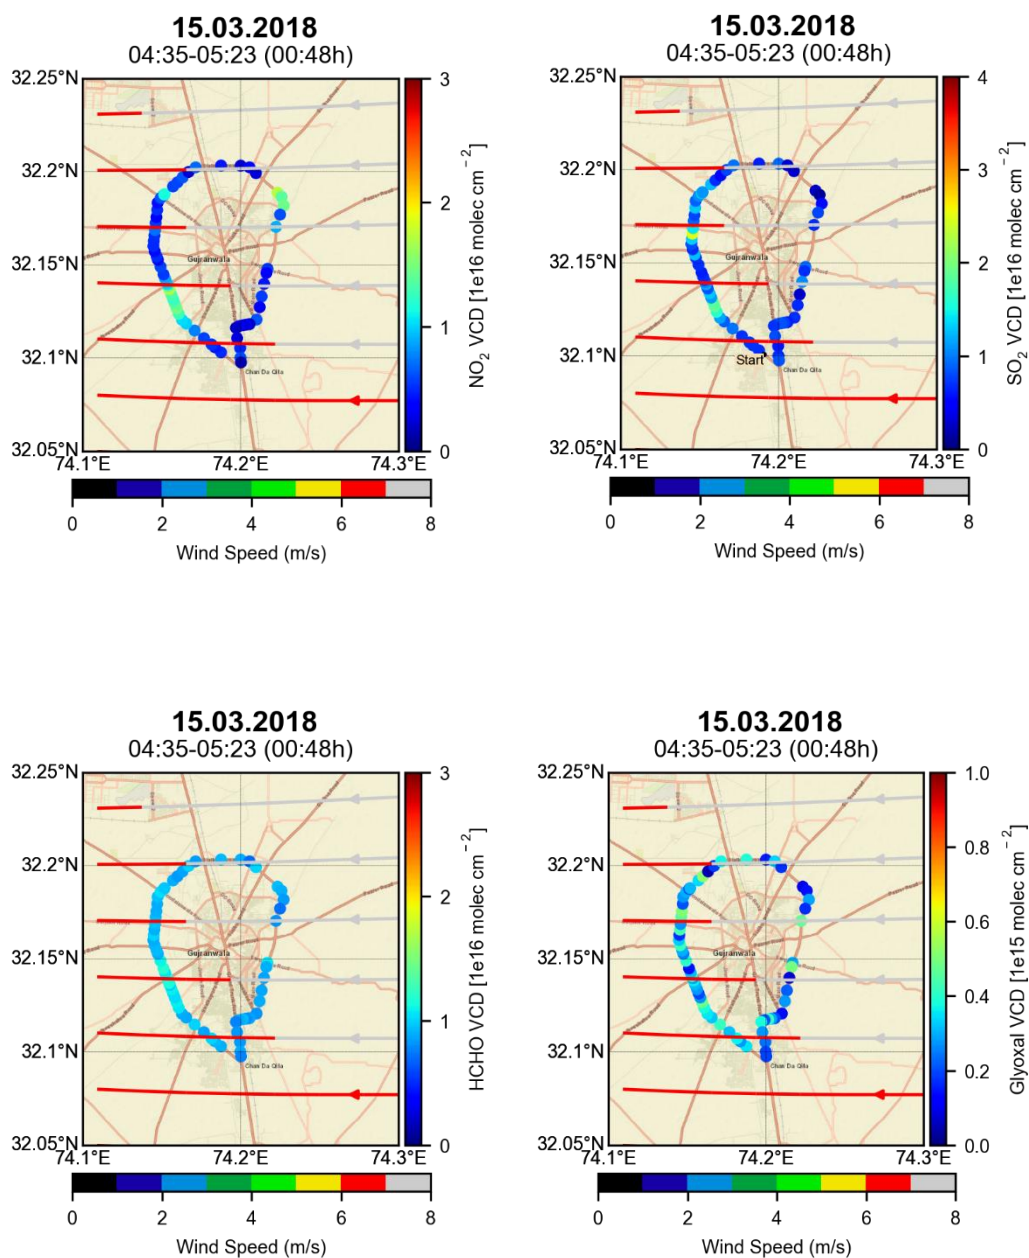 15.03.2018
04:35-05:23 (00:48h)
32.25°N
32.2°N
32.15°N
32.1°N
32.05°N
74.1°E 74.2°E 74.3°E
Gujranwala
Chan Da Qila
3
2
1
0
NO₂ VCD [1e16 molec cm⁻²]
0 2 4 6 8
Wind Speed (m/s)
15.03.2018
04:35-05:23 (00:48h)
32.25°N
32.2°N
32.15°N
32.1°N
32.05°N
74.1°E 74.2°E 74.3°E
Gujranwala
Start
Chan Da Qila
4
3
2
1
0
SO₂ VCD [1e16 molec cm⁻²]
0 2 4 6 8
Wind Speed (m/s)
15.03.2018
04:35-05:23 (00:48h)
32.25°N
32.2°N
32.15°N
32.1°N
32.05°N
74.1°E 74.2°E 74.3°E
Gujranwala
Chan Da Qila
3
2
1
0
HCHO VCD [1e16 molec cm⁻²]
0 2 4 6 8
Wind Speed (m/s)
15.03.2018
04:35-05:23 (00:48h)
32.25°N
32.2°N
32.15°N
32.1°N
32.05°N
74.1°E 74.2°E 74.3°E
Gujranwala
Chan Da Qila
1.0
0.8
0.6
0.4
0.2
0.0
Glyoxal VCD [1e15 molec cm⁻²]
0 2 4 6 8
Wind Speed (m/s)